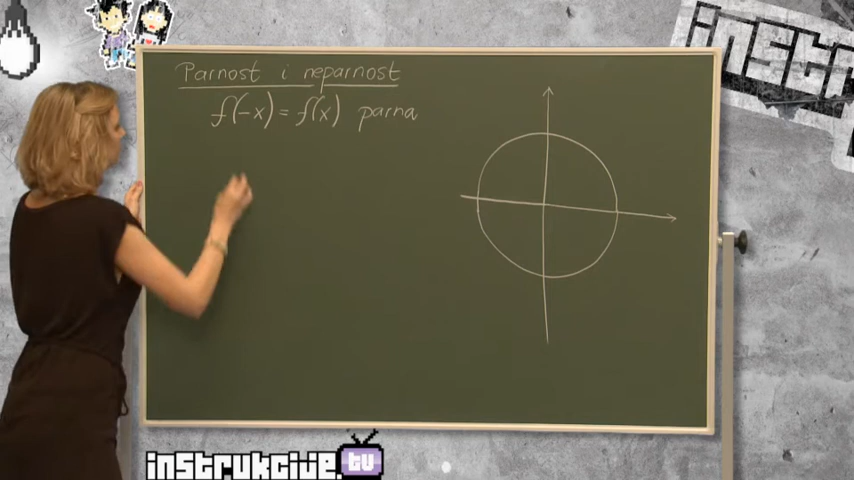 Parnost i neparnost
f(-x) = f(x) parna
instrukcije.tv